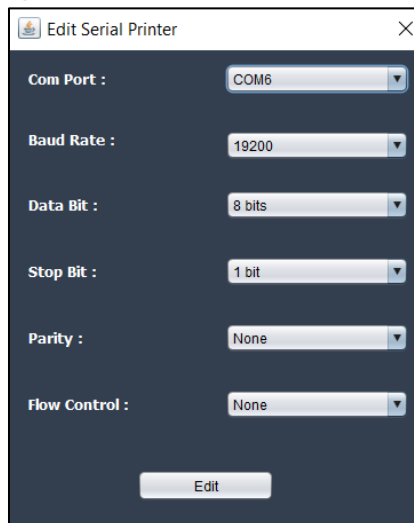 Edit Serial Printer
Com Port : COM6
Baud Rate : 19200
Data Bit : 8 bits
Stop Bit : 1 bit
Parity : None
Flow Control : None
Edit